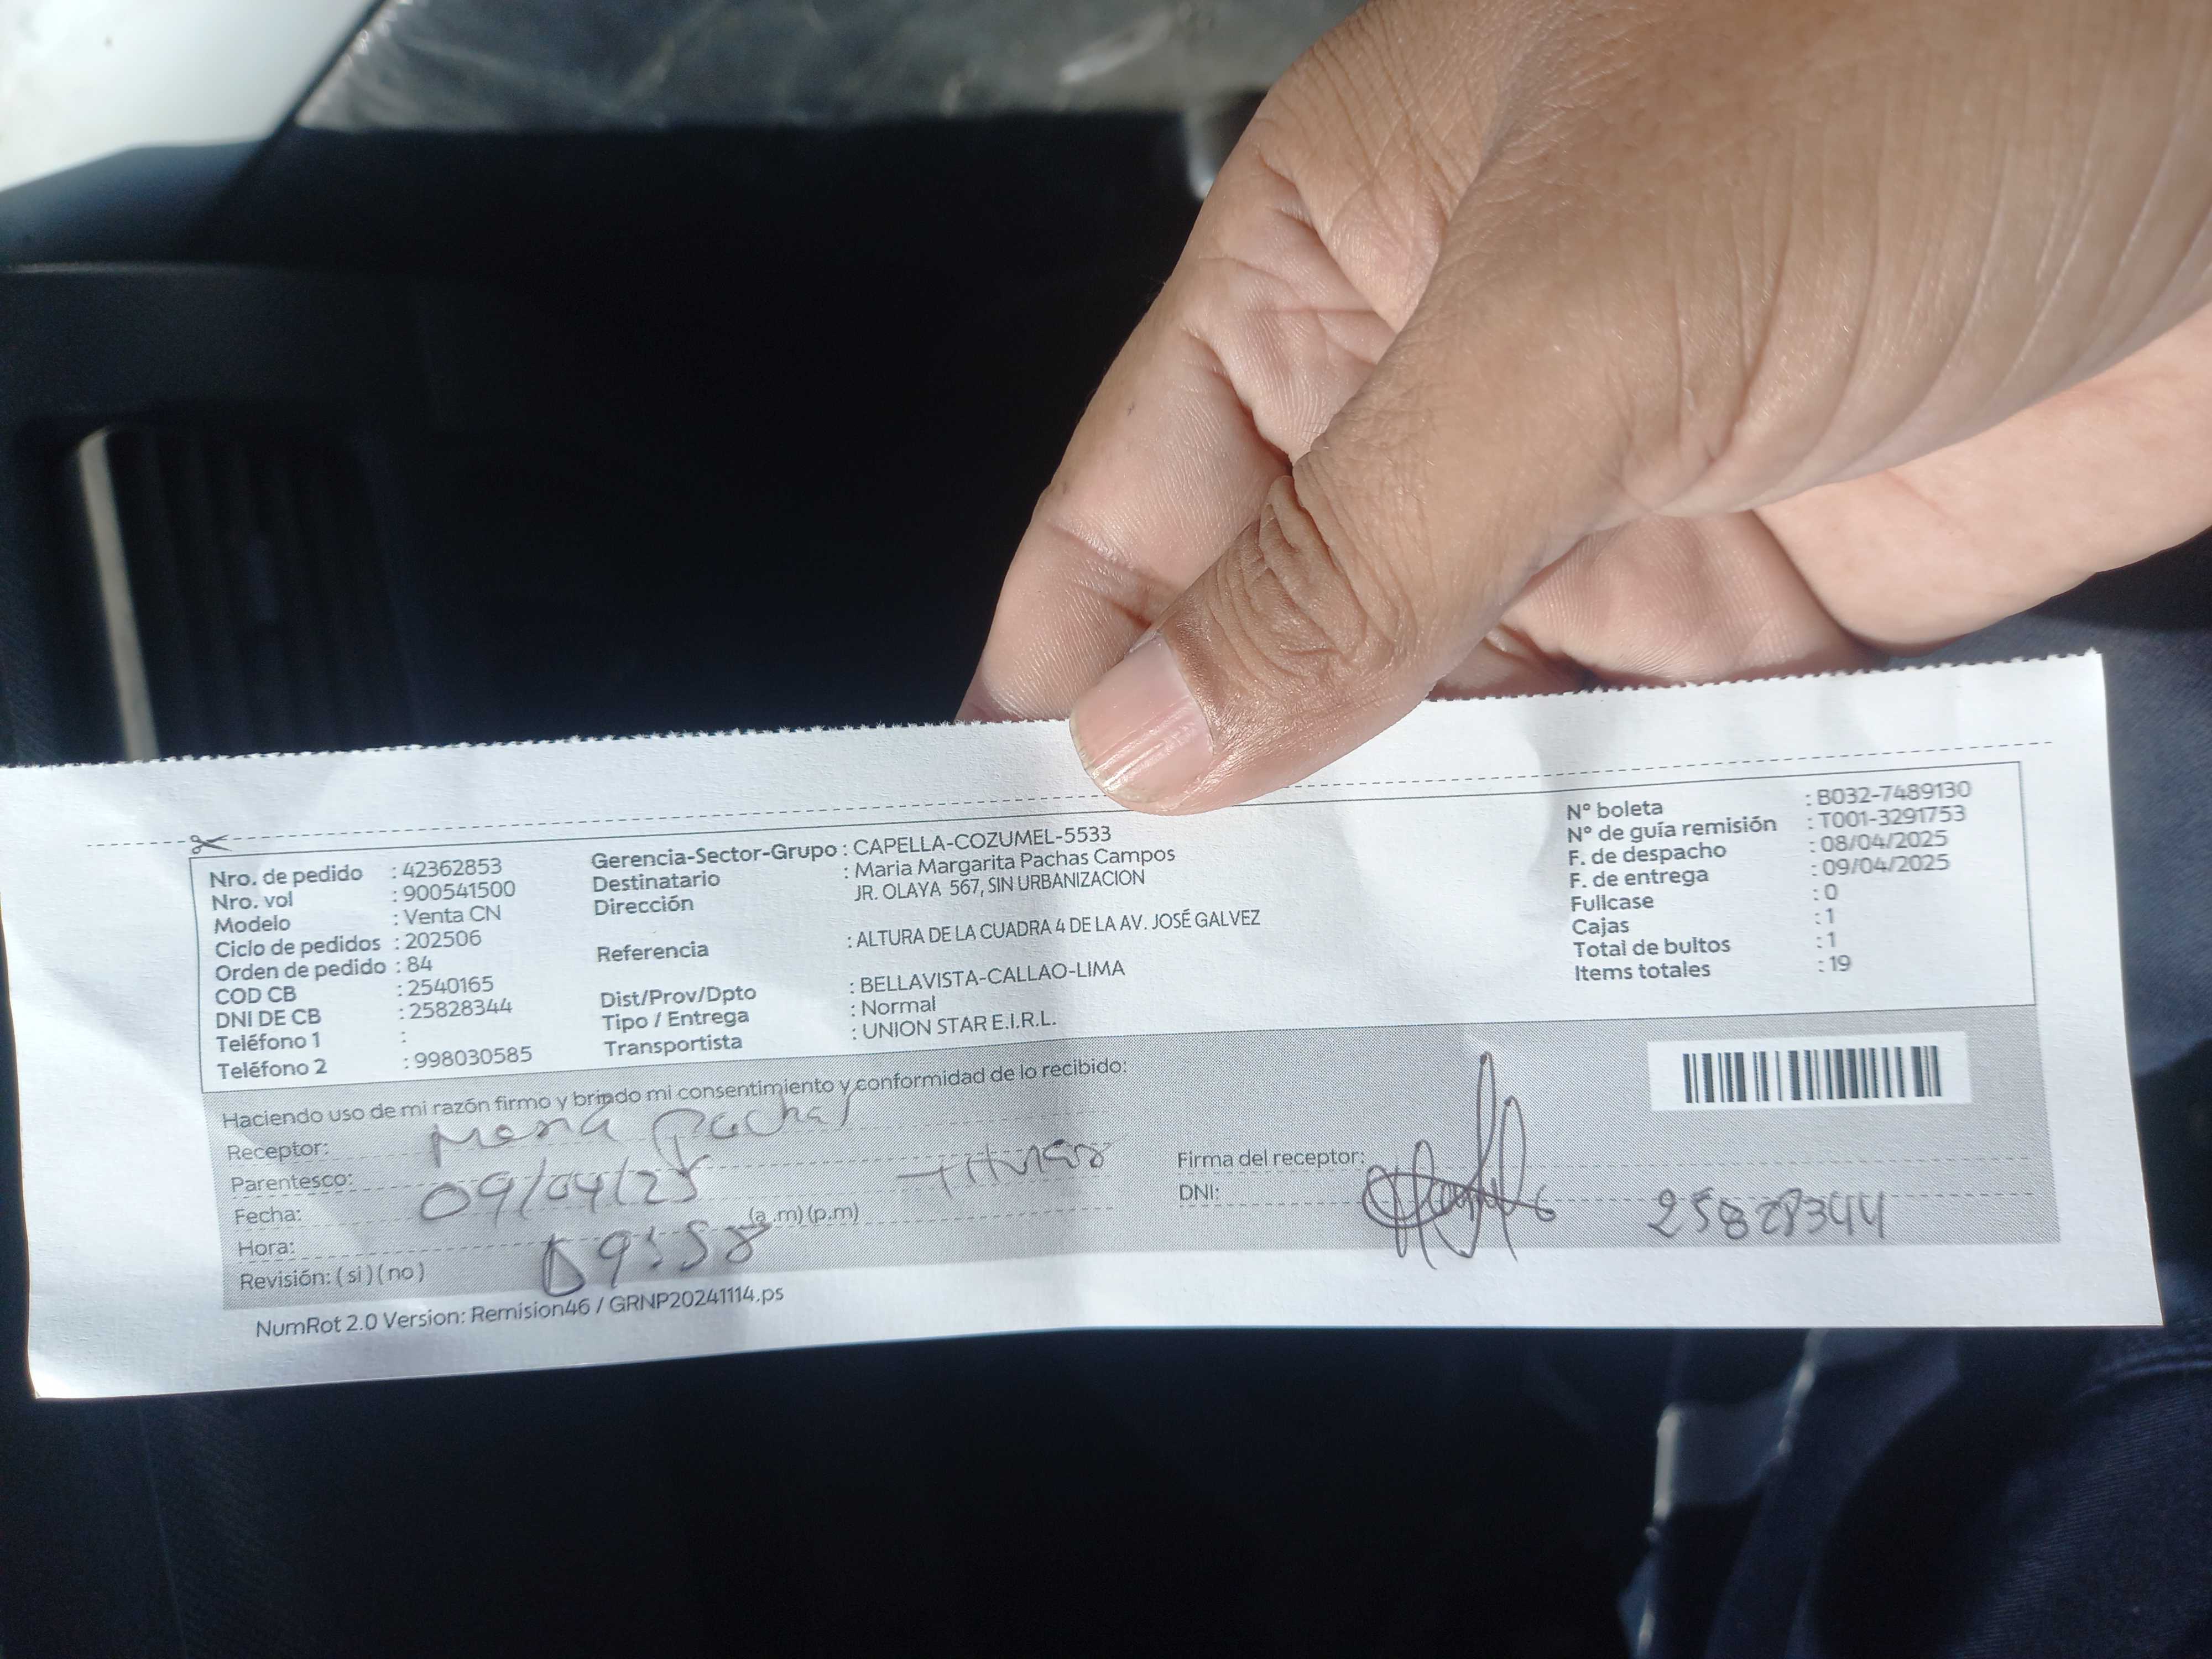 Nro. de pedido : 42362853
Nro. vol : 900541500
Modelo : Venta CN
Ciclo de pedidos : 202506
Orden de pedido : 84
COD CB : 2540165
DNI DE CB : 25828344
Teléfono 1 :
Teléfono 2 : 998030585
Gerencia-Sector-Grupo : CAPELLA-COZUMEL-5533
Destinatario : Maria Margarita Pachas Campos
Dirección JR. OLAYA 567, SIN URBANIZACION
Referencia : ALTURA DE LA CUADRA 4 DE LA AV. JOSÉ GALVEZ
Dist/Prov/Dpto : BELLAVISTA-CALLAO-LIMA
Tipo / Entrega : Normal
Transportista : UNION STAR E.I.R.L.
N° boleta : B032-7489130
N° de guía remisión : T001-3291753
F. de despacho : 08/04/2025
F. de entrega : 09/04/2025
Fullcase : 0
Cajas : 1
Total de bultos : 1
Items totales : 19
Haciendo uso de mi razón firmo y brindo mi consentimiento y conformidad de lo recibido:
Receptor: Maria Pachas
Parentesco: Titular
Fecha: 09/04/25
Hora: 09:58 (a.m) (p.m)
Revisión: ( si ) ( no )
Firma del receptor:
DNI: 25828344
NumRot 2.0 Version: Remision46 / GRNP20241114.ps